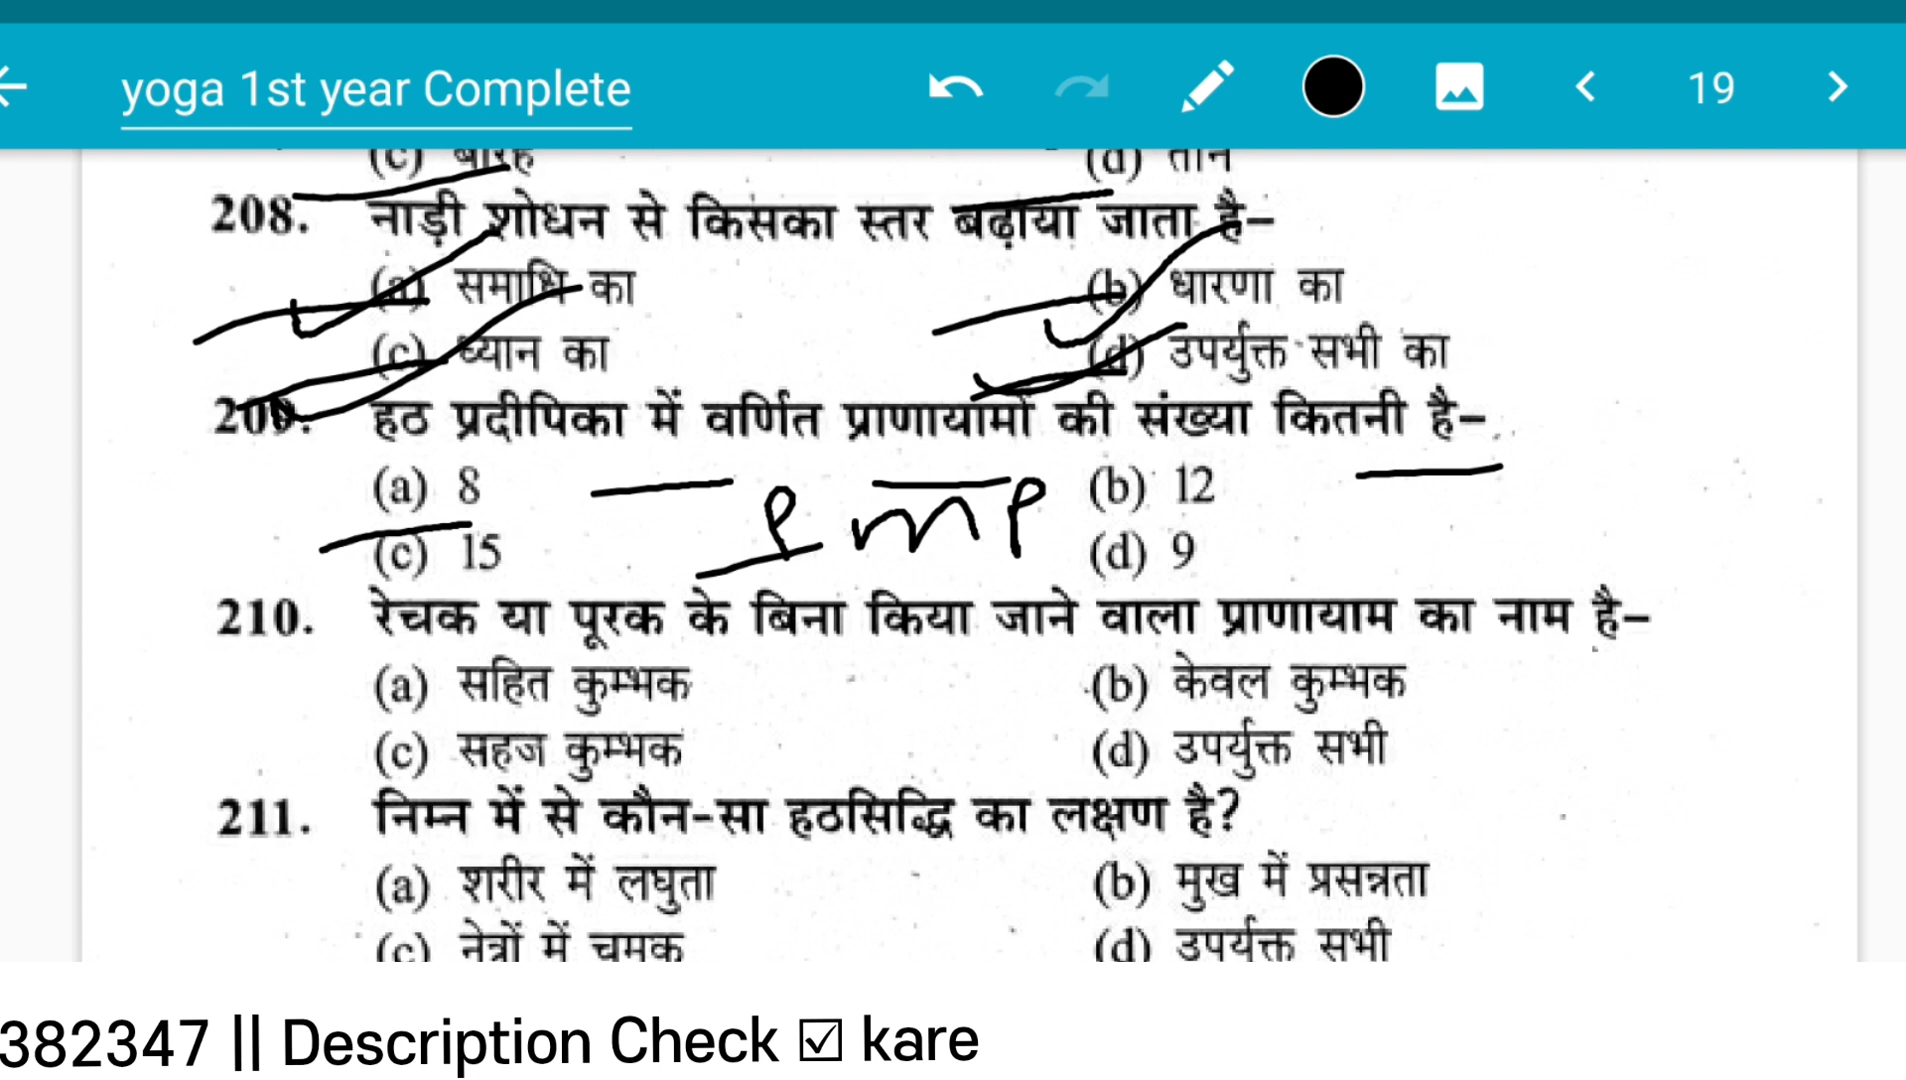 yoga 1st year Complete
19
(c) बारह (d) तीन
208. नाड़ी शोधन से किसका स्तर बढ़ाया जाता है-
(a) समाधि का (b) धारणा का
(c) ध्यान का (d) उपर्युक्त सभी का
209. हठ प्रदीपिका में वर्णित प्राणायामों की संख्या कितनी है-
(a) 8 (b) 12
(c) 15 (d) 9
210. रेचक या पूरक के बिना किया जाने वाला प्राणायाम का नाम है-
(a) सहित कुम्भक (b) केवल कुम्भक
(c) सहज कुम्भक (d) उपर्युक्त सभी
211. निम्न में से कौन-सा हठसिद्धि का लक्षण है?
(a) शरीर में लघुता (b) मुख में प्रसन्नता
(c) नेत्रों में चमक (d) उपर्युक्त सभी
382347 || Description Check ☑ kare